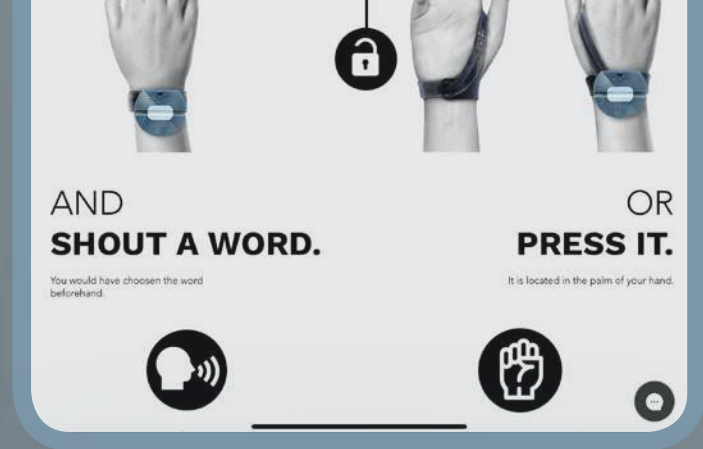 AND
SHOUT A WORD.
You would have choosen the word
beforehand.
OR
PRESS IT.
It is located in the palm of your hand.